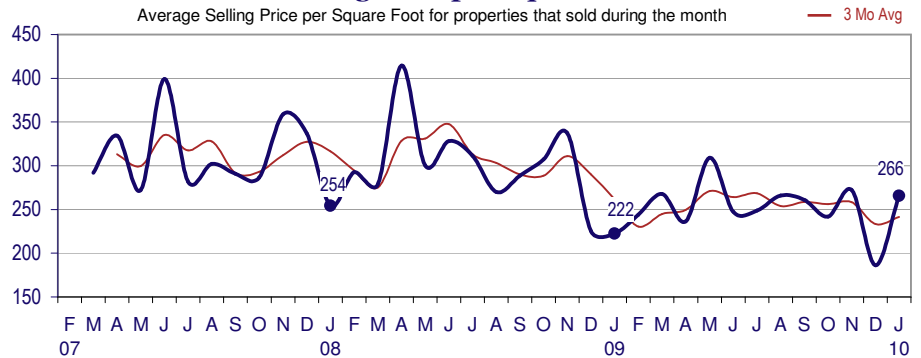 Average Selling Price per Square Foot for properties that sold during the month
3 Mo Avg
450
400
350
300
250
200
150
254
222
266
F M A M J J A S O N D J F M A M J J A S O N D J F M A M J J A S O N D J
07 08 09 10